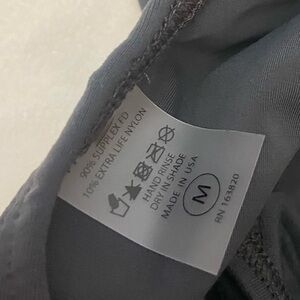 90% SUPPLEX FD
10% EXTRA LIFE NYLON
HAND RINSE
DRY IN SHADE
MADE IN USA
M
RN 163820